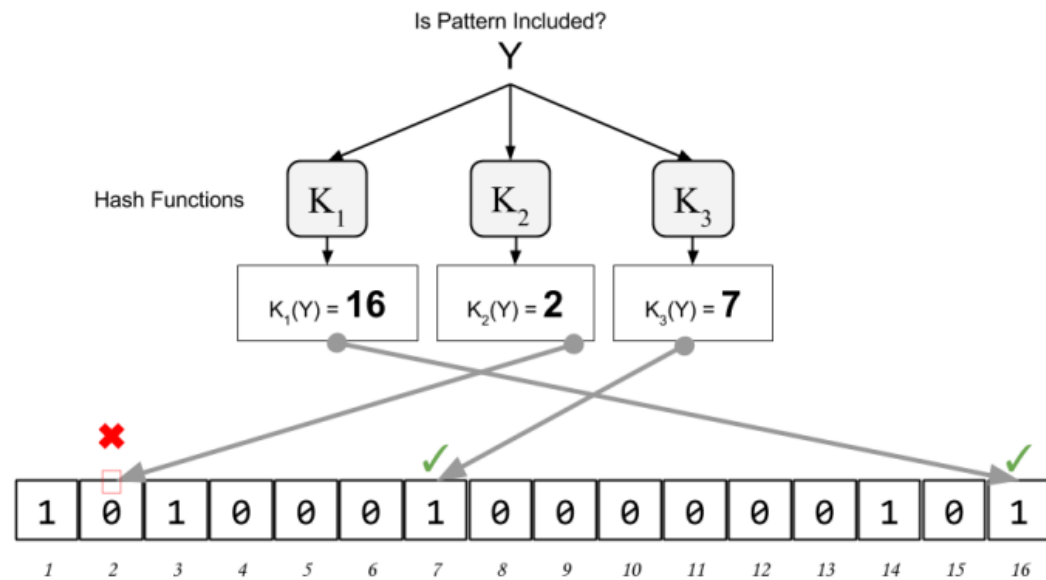 Is Pattern Included?
Y
Hash Functions
K1 K2 K3
K1(Y) = 16 K2(Y) = 2 K3(Y) = 7
✖ ✓ ✓
1 0 1 0 0 0 1 0 0 0 0 0 0 1 0 1
1 2 3 4 5 6 7 8 9 10 11 12 13 14 15 16